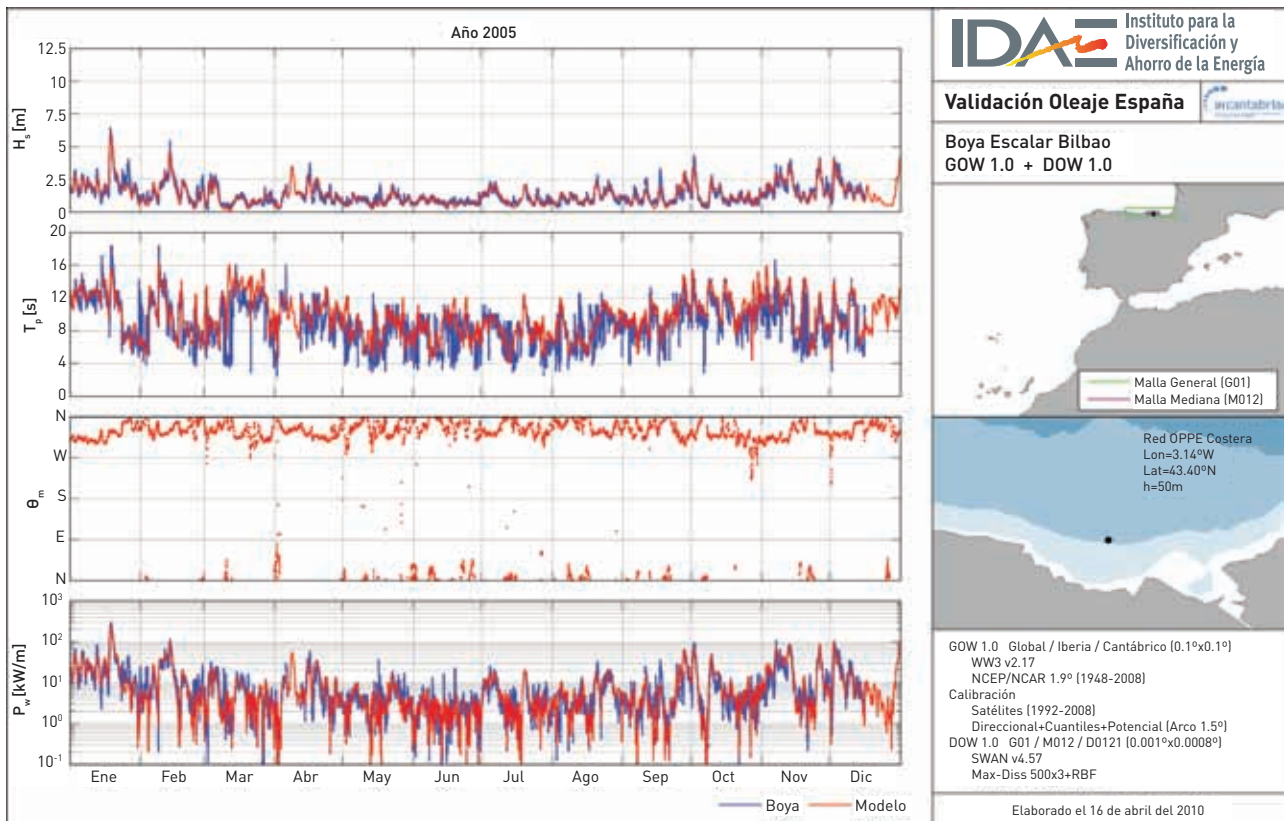 Año 2005
12.5
10
7.5
5
2.5
0
Hs [m]
20
16
12
8
4
0
Tp [s]
N
W
S
E
N
θm
10³
10²
10¹
10⁰
10⁻¹
Pw [kW/m]
Ene Feb Mar Abr May Jun Jul Ago Sep Oct Nov Dic
Boya Modelo
IDAE
Instituto para la
Diversificación y
Ahorro de la Energía
Validación Oleaje España
IHcantabria
Boya Escalar Bilbao
GOW 1.0 + DOW 1.0
Malla General (G01)
Malla Mediana (M012)
Red OPPE Costera
Lon=3.14ºW
Lat=43.40ºN
h=50m
GOW 1.0 Global / Iberia / Cantábrico (0.1ºx0.1º)
WW3 v2.17
NCEP/NCAR 1.9º (1948-2008)
Calibración
Satélites (1992-2008)
Direccional+Cuantiles+Potencial (Arco 1.5º)
DOW 1.0 G01 / M012 / D0121 (0.001ºx0.0008º)
SWAN v4.57
Max-Diss 500x3+RBF
Elaborado el 16 de abril del 2010